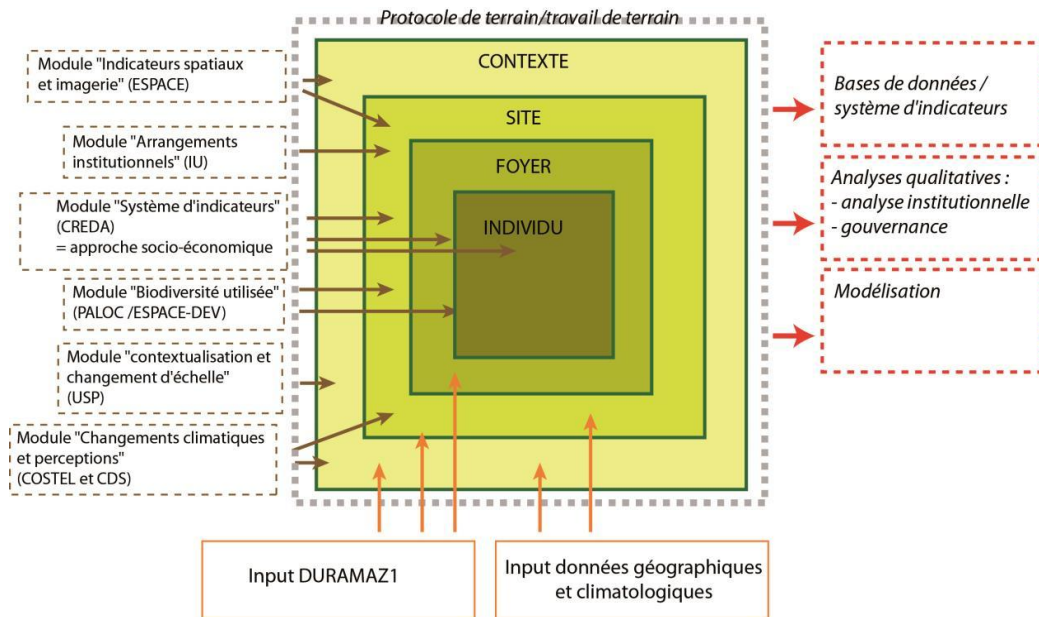 Protocole de terrain/travail de terrain
Module "Indicateurs spatiaux
et imagerie" (ESPACE)
Module "Arrangements
institutionnels" (IU)
Module "Système d'indicateurs"
(CREDA)
= approche socio-économique
Module "Biodiversité utilisée"
(PALOC /ESPACE-DEV)
Module "contextualisation et
changement d'échelle"
(USP)
Module "Changements climatiques
et perceptions"
(COSTEL et CDS)
CONTEXTE
SITE
FOYER
INDIVIDU
Bases de données /
système d'indicateurs
Analyses qualitatives :
- analyse institutionnelle
- gouvernance
Modélisation
Input DURAMAZ1
Input données géographiques
et climatologiques